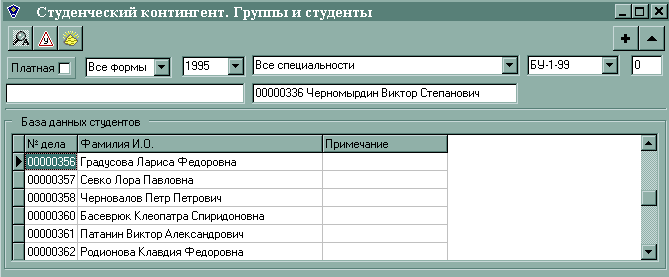 Студенческий контингент. Группы и студенты
Платная Все формы 1995 Все специальности БУ-1-99 0
00000336 Черномырдин Виктор Степанович
База данных студентов
№ дела Фамилия И.О. Примечание
00000356 Градусова Лариса Федоровна
00000357 Севко Лора Павловна
00000358 Черновалов Петр Петрович
00000360 Басеврюк Клеопатра Спиридоновна
00000361 Патанин Виктор Александрович
00000362 Родионова Клавдия Федоровна